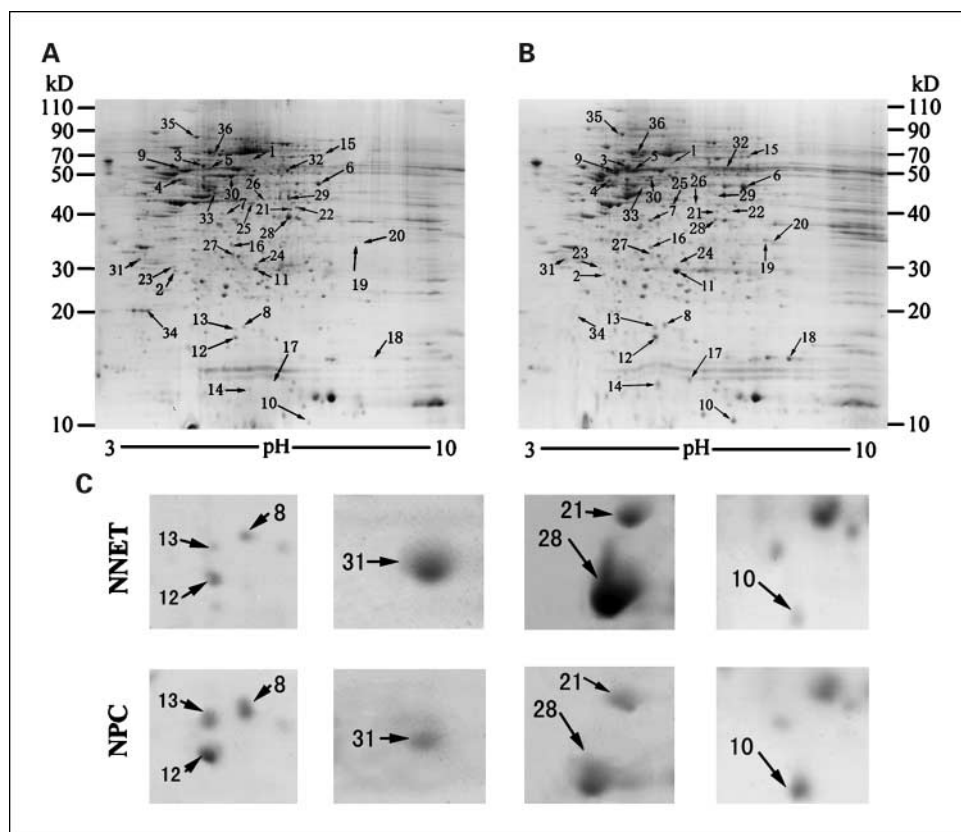 A B
kD kD
110 110
90 90
70 70
50 50
40 40
30 30
20 20
10 10
35 36 1 15
9 3 5 32 6
4 30 26 29
33 7 21 22
25 28
27 16 24 20
31 23 2 11 19
34 13 8
12 17 18
14
10
35 36 1 32 15
9 3 5 6
4 30 25 26 29
33 7 21 22
28
27 16 24 20
31 23
2 11 19
34 13 8
12 17 18
14
10
3 pH 10 3 pH 10
C
NNET
13 8 12
31
21 28
10
NPC
13 8 12
31
21 28
10